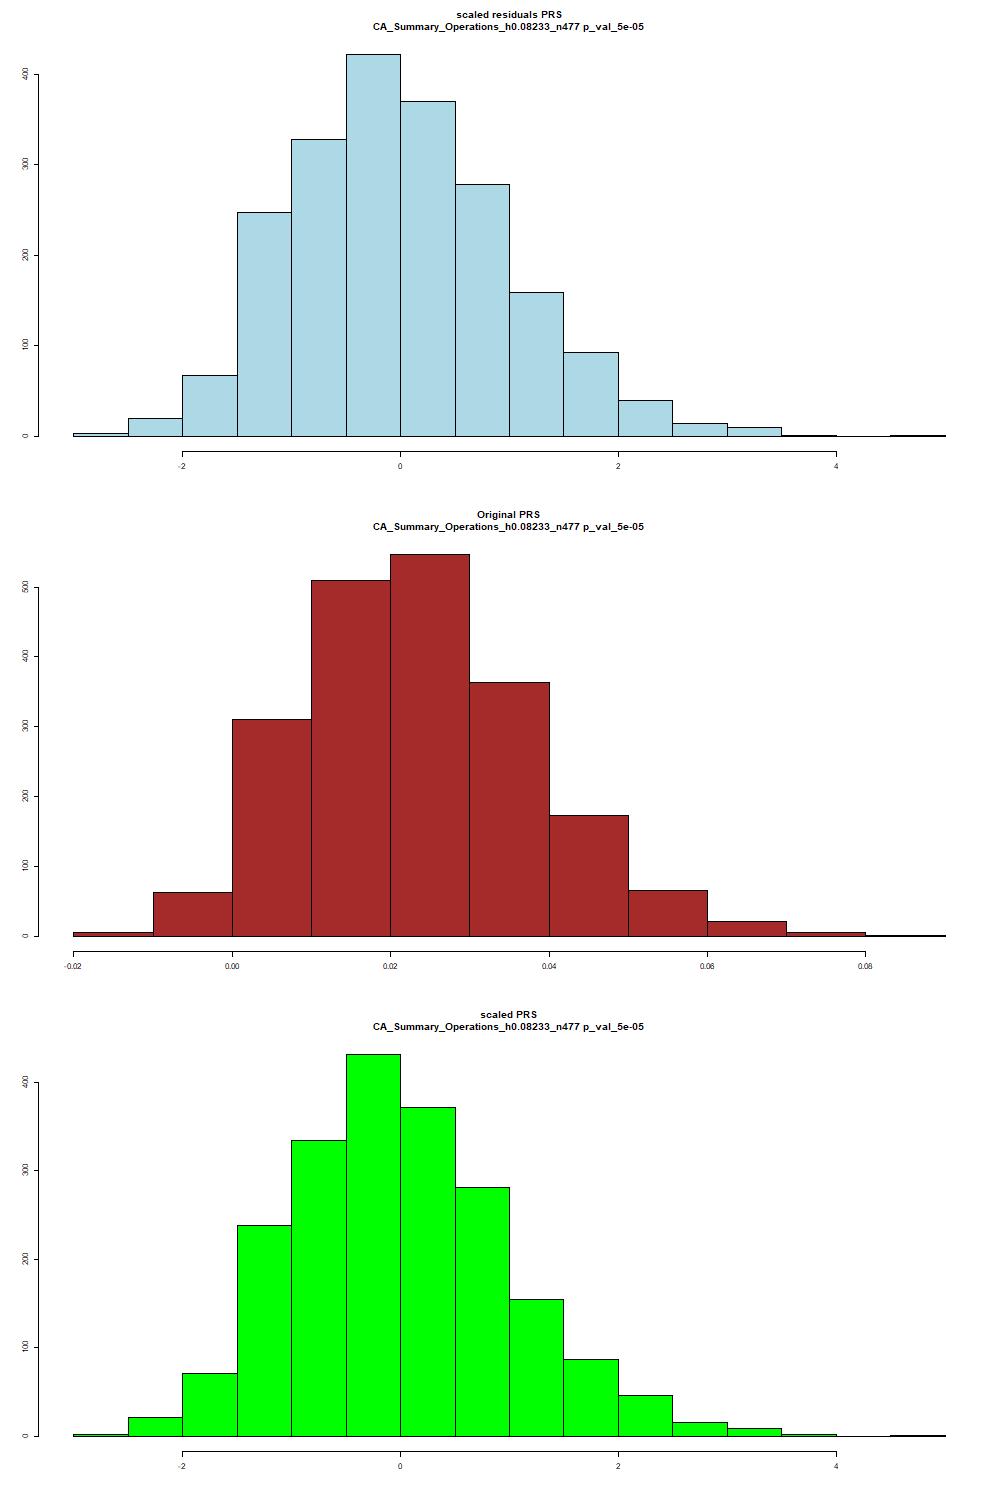 scaled residuals PRS
CA_Summary_Operations_h0.08233_n477 p_val_5e-05
400
300
200
100
0
-2 0 2 4
Original PRS
CA_Summary_Operations_h0.08233_n477 p_val_5e-05
500
400
300
200
100
0
-0.02 0.00 0.02 0.04 0.06 0.08
scaled PRS
CA_Summary_Operations_h0.08233_n477 p_val_5e-05
400
300
200
100
0
-2 0 2 4